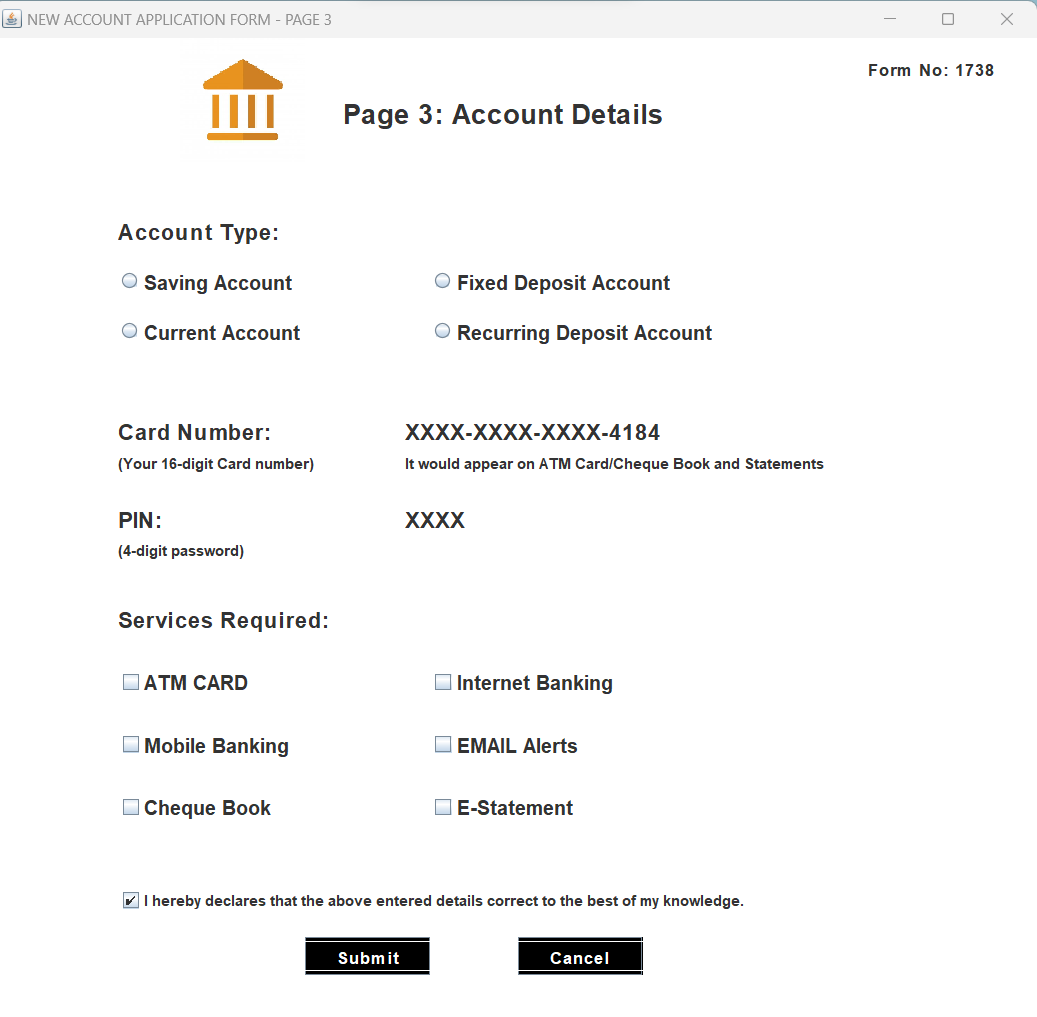 NEW ACCOUNT APPLICATION FORM - PAGE 3
Form No: 1738
Page 3: Account Details
Account Type:
Saving Account Fixed Deposit Account
Current Account Recurring Deposit Account
Card Number: XXXX-XXXX-XXXX-4184
(Your 16-digit Card number) It would appear on ATM Card/Cheque Book and Statements
PIN: XXXX
(4-digit password)
Services Required:
ATM CARD Internet Banking
Mobile Banking EMAIL Alerts
Cheque Book E-Statement
I hereby declares that the above entered details correct to the best of my knowledge.
Submit Cancel